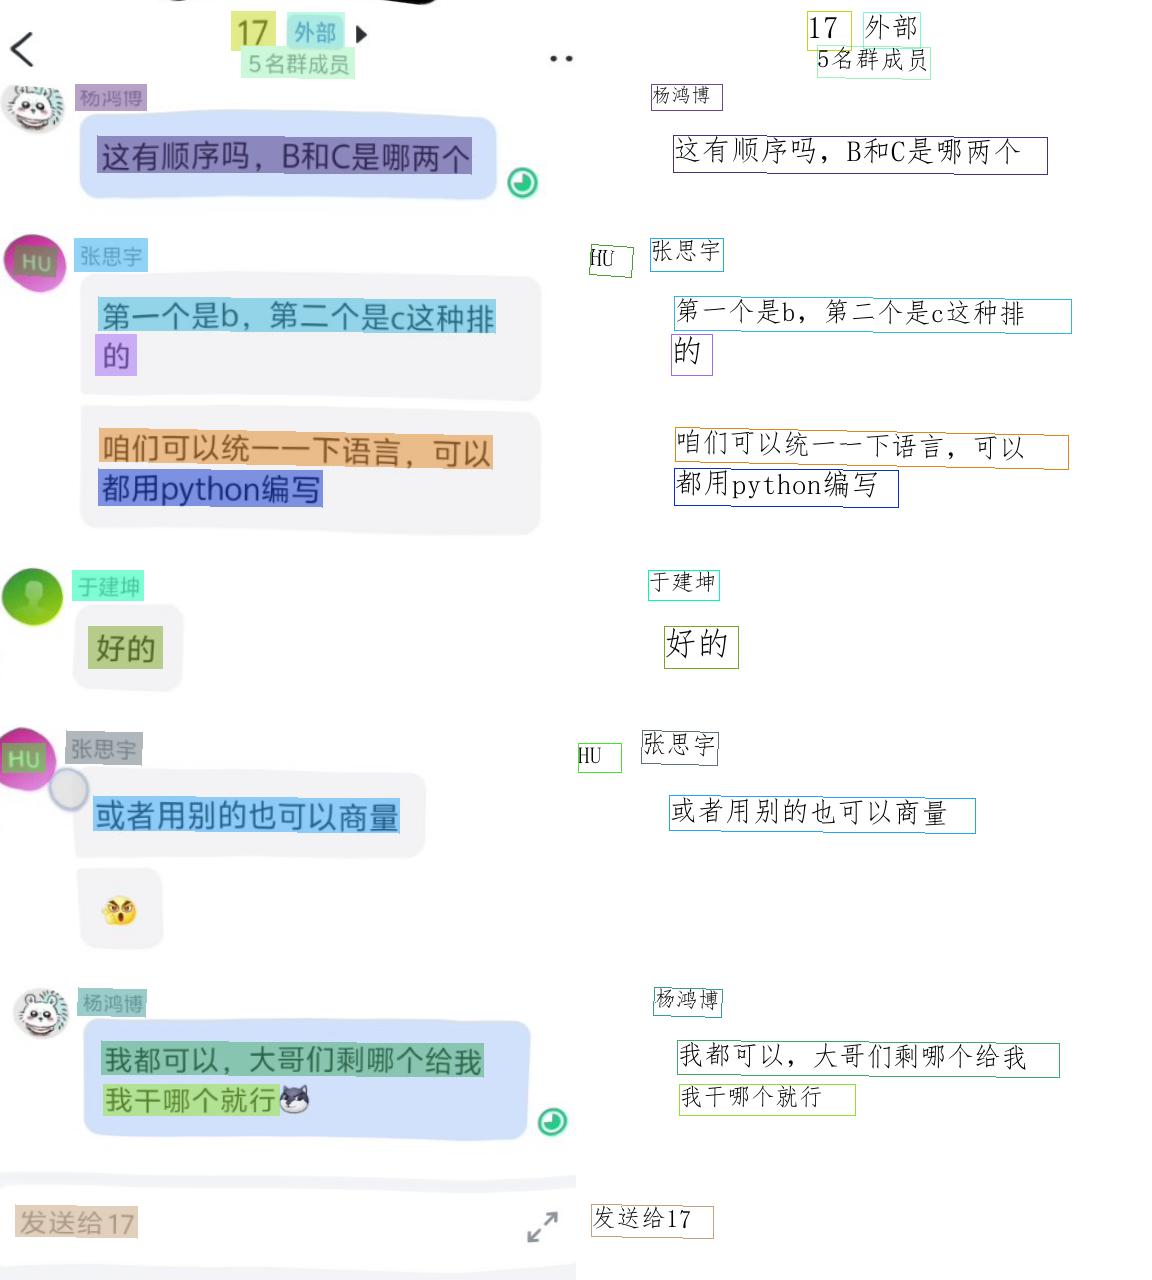 17 外部
5名群成员
杨鸿博
这有顺序吗，B和C是哪两个
HU 张思宇
第一个是b，第二个是c这种排
的
咱们可以统一一下语言，可以
都用python编写
于建坤
好的
HU 张思宇
或者用别的也可以商量
杨鸿博
我都可以，大哥们剩哪个给我
我干哪个就行
发送给17
17 外部
5名群成员
杨鸿博
这有顺序吗，B和C是哪两个
HU 张思宇
第一个是b，第二个是c这种排
的
咱们可以统一一下语言，可以
都用python编写
于建坤
好的
HU 张思宇
或者用别的也可以商量
杨鸿博
我都可以，大哥们剩哪个给我
我干哪个就行
发送给17